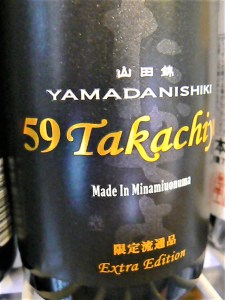 山田錦
YAMADANISHIKI
59 Takachiy
Made In Minamiuonuma
限定流通品
Extra Edition